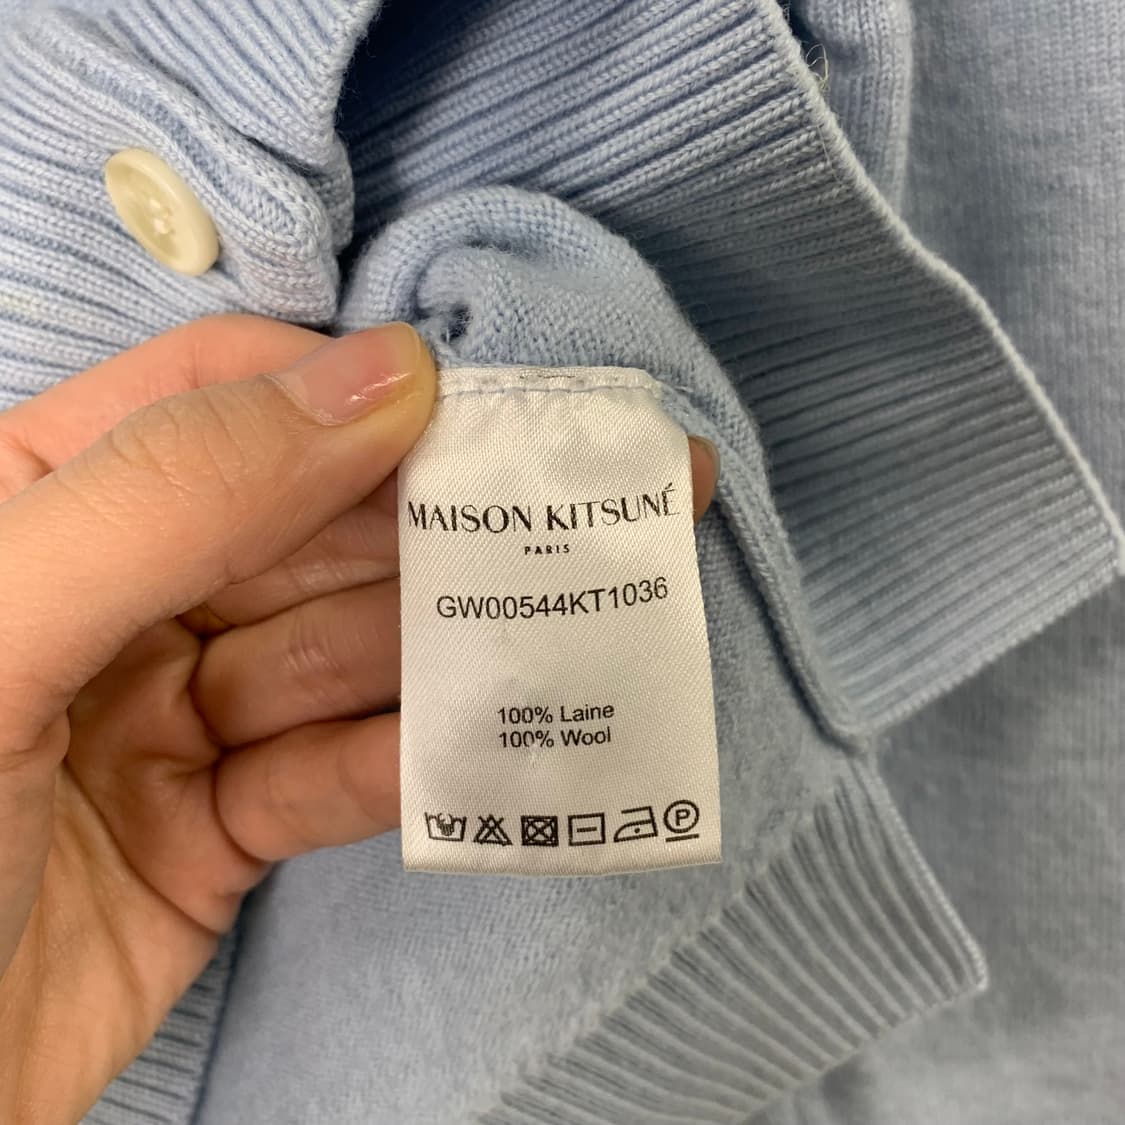 MAISON KITSUNÉ
PARIS
GW00544KT1036
100% Laine
100% Wool
P